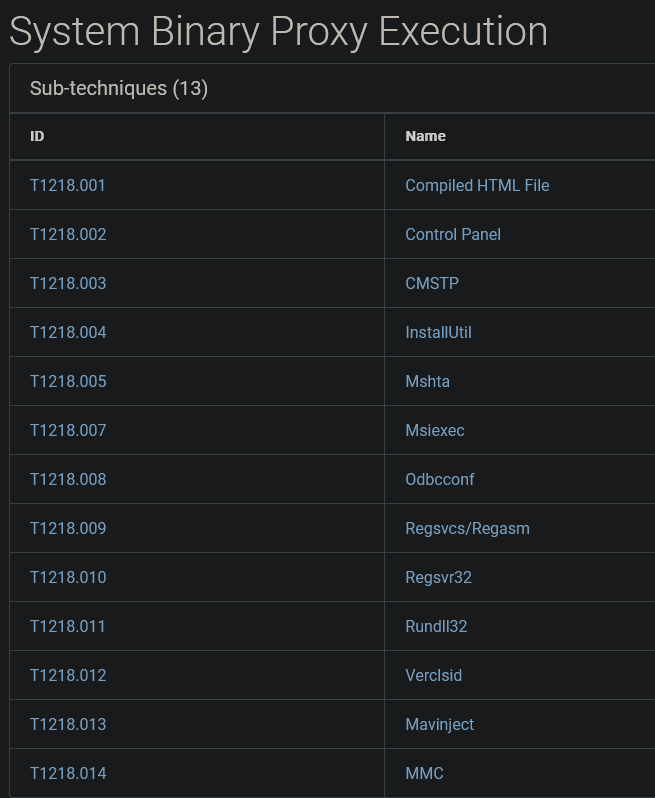 System Binary Proxy Execution
Sub-techniques (13)
ID Name
T1218.001 Compiled HTML File
T1218.002 Control Panel
T1218.003 CMSTP
T1218.004 InstallUtil
T1218.005 Mshta
T1218.007 Msiexec
T1218.008 Odbcconf
T1218.009 Regsvcs/Regasm
T1218.010 Regsvr32
T1218.011 Rundll32
T1218.012 Verclsid
T1218.013 Mavinject
T1218.014 MMC